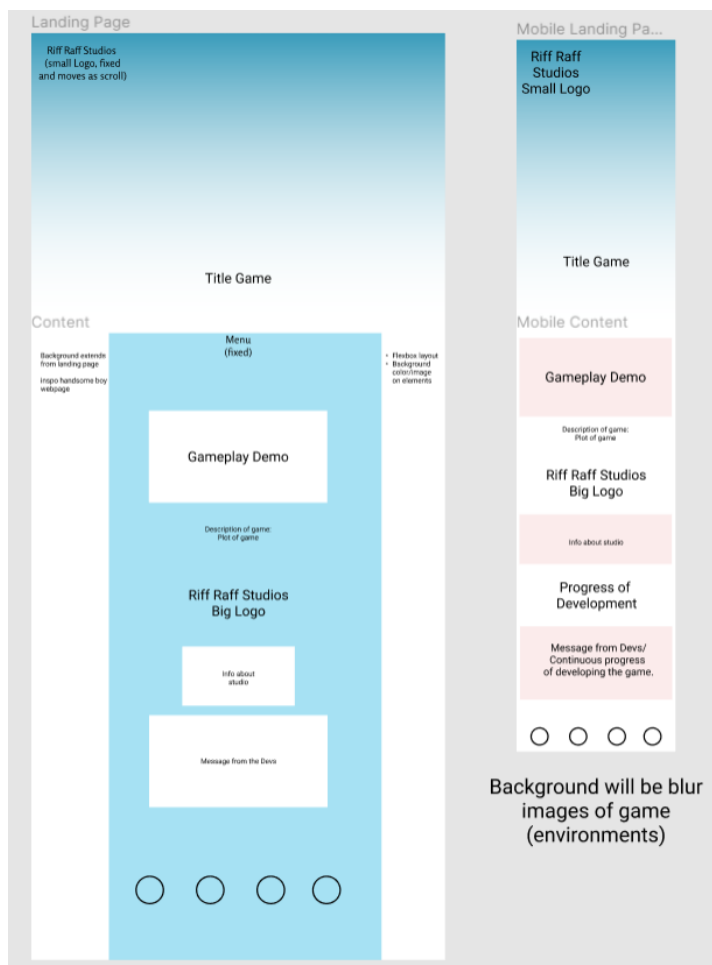 Landing Page
Riff Raff Studios
(small Logo, fixed
and moves as scroll)
Title Game
Content
Background extends
from landing page
inspo handsome boy
webpage
Menu
(fixed)
• Flexbox layout
• Background
color/image
on elements
Gameplay Demo
Description of game:
Plot of game
Riff Raff Studios
Big Logo
Info about
studio
Message from the Devs
Mobile Landing Pa...
Riff Raff
Studios
Small Logo
Title Game
Mobile Content
Gameplay Demo
Description of game:
Plot of game
Riff Raff Studios
Big Logo
Info about studio
Progress of
Development
Message from Devs/
Continuous progress
of developing the game.
Background will be blur
images of game
(environments)